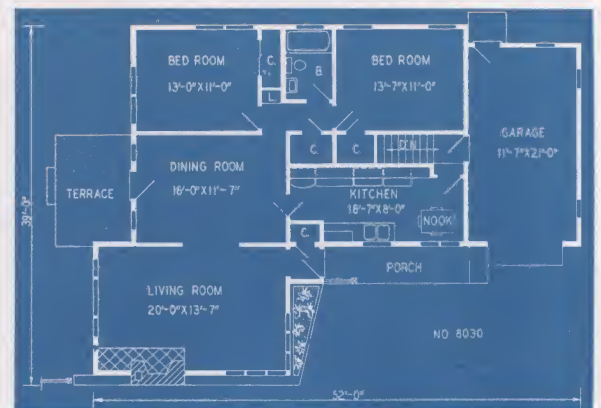 BED ROOM
13'-0"X11'-0"
C.
L.
B.
BED ROOM
13'-7"X11'-0"
GARAGE
11'-7"X21'-0"
C.
C.
DN
DINING ROOM
16'-0"X11'-7"
TERRACE
KITCHEN
18'-7"X8'-0"
NOOK
C.
PORCH
LIVING ROOM
20'-0"X13'-7"
NO 8030
39'-0"
52'-0"